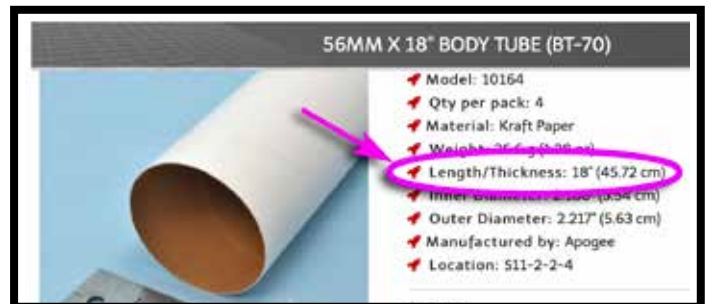 56MM X 18" BODY TUBE (BT-70)
Model: 10164
Qty per pack: 4
Material: Kraft Paper
Length/Thickness: 18" (45.72 cm)
Outer Diameter: 2.217" (5.63 cm)
Manufactured by: Apogee
Location: S11-2-2-4